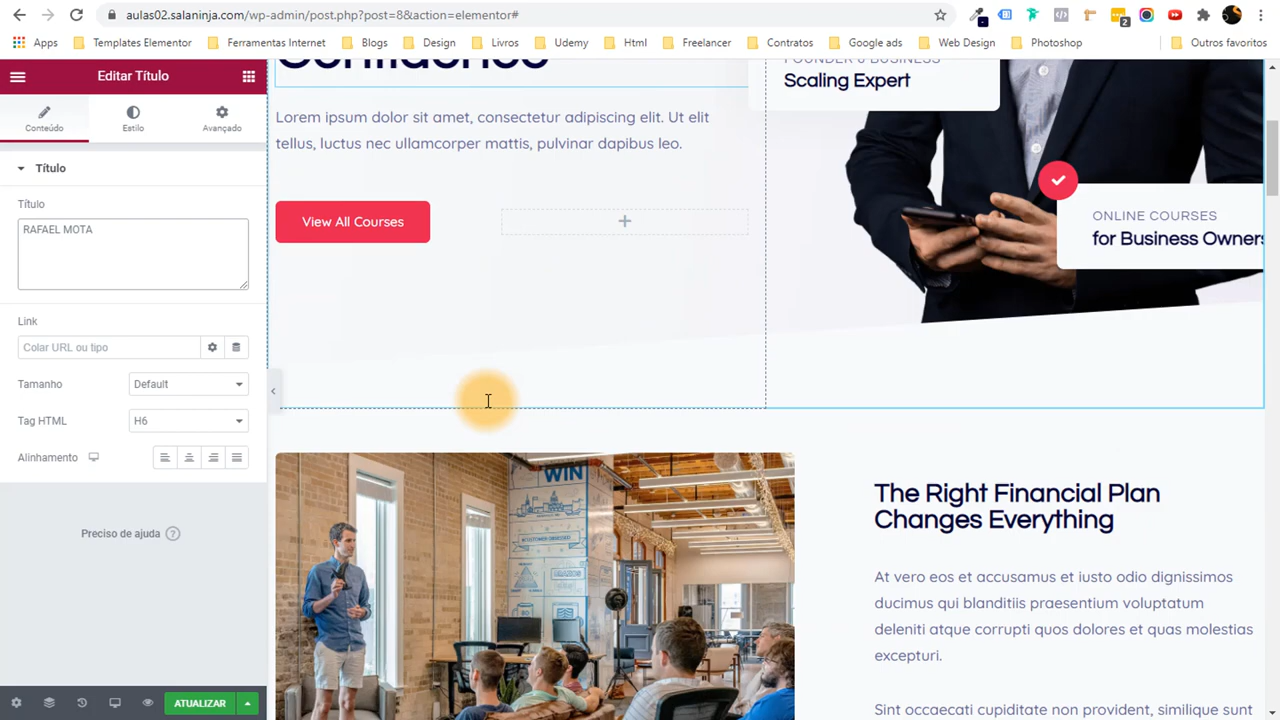 aulas02.salaninja.com/wp-admin/post.php?post=8&action=elementor#
2
Apps
Templates Elementor
Ferramentas Internet
Blogs
Design
Livros
Udemy
Html
Freelancer
Contratos
Google ads
Web Design
Photoshop
Outros favoritos
Editar Título
Conteúdo
Estilo
Avançado
Título
Título
RAFAEL MOTA
Link
Colar URL ou tipo
Tamanho
Default
Tag HTML
H6
Alinhamento
Preciso de ajuda ?
ATUALIZAR
Confidence
Lorem ipsum dolor sit amet, consectetur adipiscing elit. Ut elit
tellus, luctus nec ullamcorper mattis, pulvinar dapibus leo.
View All Courses
FOUNDER & BUSINESS
Scaling Expert
ONLINE COURSES
for Business Owners
WIN
The Right Financial Plan
Changes Everything
At vero eos et accusamus et iusto odio dignissimos
ducimus qui blanditiis praesentium voluptatum
deleniti atque corrupti quos dolores et quas molestias
excepturi.
Sint occaecati cupiditate non provident, similique sunt